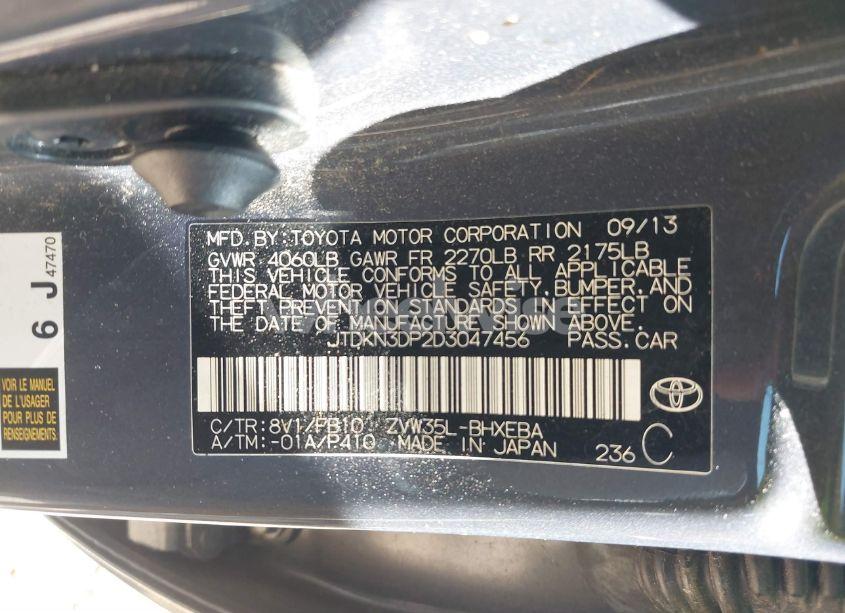 MFD. BY: TOYOTA MOTOR CORPORATION 09/13
GVWR 4060LB GAWR FR 2270LB RR 2175LB
THIS VEHICLE CONFORMS TO ALL APPLICABLE
FEDERAL MOTOR VEHICLE SAFETY, BUMPER, AND
THEFT PREVENTION STANDARDS IN EFFECT ON
THE DATE OF MANUFACTURE SHOWN ABOVE.
JTDKN3DP2D3047456 PASS. CAR
C/TR: 8V1/FB10 ZVW35L-BHXEBA
A/TM: -01A/P410 MADE IN JAPAN 236 C
6 J 47470
VOIR LE MANUEL
DE L'USAGER
POUR PLUS DE
RENSEIGNEMENTS.